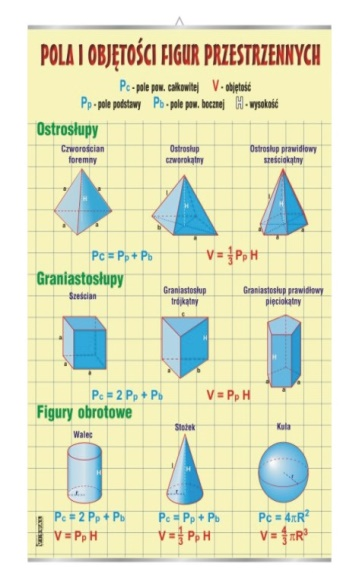 POLA I OBJĘTOŚCI FIGUR PRZESTRZENNYCH
Pc - pole pow. całkowitej V - objętość
Pp - pole podstawy Pb - pole pow. bocznej H - wysokość
Ostrosłupy
Czworościan foremny
Ostrosłup czworokątny
Ostrosłup prawidłowy sześciokątny
Pc = Pp + Pb V = 1/3 Pp H
Graniastosłupy
Sześcian
Graniastosłup trójkątny
Graniastosłup prawidłowy pięciokątny
Pc = 2 Pp + Pb V = Pp H
Figury obrotowe
Walec Stożek Kula
Pc = 2 Pp + Pb Pc = Pp + Pb Pc = 4πR²
V = Pp H V = 1/3 Pp H V = 4/3 πR³